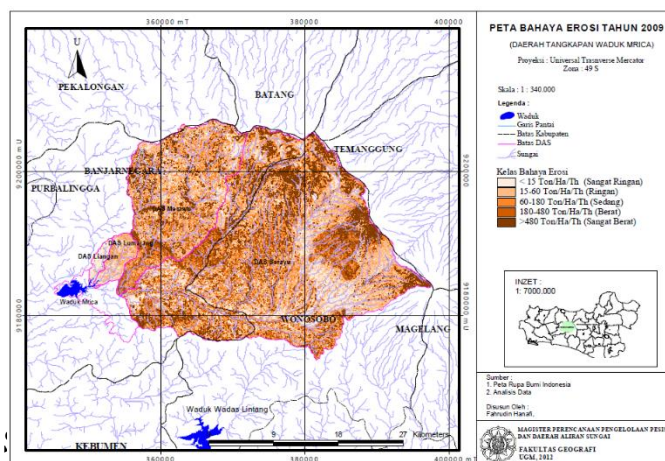 PETA BAHAYA EROSI TAHUN 2009
(DAERAH TANGKAPAN WADUK MRICA)
Proyeksi : Universal Trasnverse Mercator
Zona : 49 S
Skala : 1 : 340.000
Legenda :
Waduk
Garis Pantai
Batas Kabupaten
Batas DAS
Sungai
Kelas Bahaya Erosi
< 15 Ton/Ha/Th (Sangat Ringan)
15-60 Ton/Ha/Th (Ringan)
60-180 Ton/Ha/Th (Sedang)
180-480 Ton/Ha/Th (Berat)
>480 Ton/Ha/Th (Sangat Berat)
INZET :
1: 7000.000
Sumber :
1. Peta Rupa Bumi Indonesia
2. Analisis Data
Disusun Oleh :
Fahrudin Hanafi,
MAGISTER PERENCANAAN PENGELOLAAN PESI
DAN DAERAH ALIRAN SUNGAI
FAKULTAS GEOGRAFI
UGM, 2012
360000 mT
380000
400000
U
PEKALONGAN
BATANG
TEMANGGUNG
BANJARNEGARA
PURBALINGGA
9200000 mU
9200000
DAS Merawu
DAS Lumajang
DAS Liangan
DAS Serayu
Waduk Mrica
9180000
9180000 mU
WONOSOBO
MAGELANG
Waduk Wadas Lintang
KEBUMEN
9
18
27 Kilometers
360000
380000
400000 m